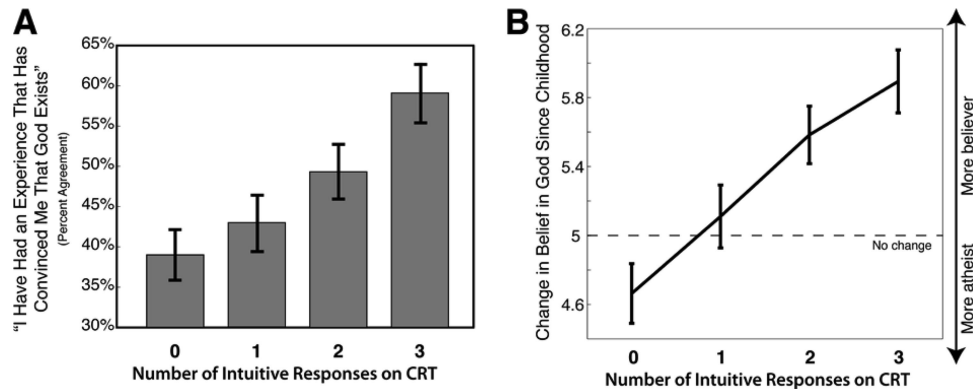 A
"I Have Had an Experience That Has
Convinced Me That God Exists"
(Percent Agreement)
65%
60%
55%
50%
45%
40%
35%
30%
0 1 2 3
Number of Intuitive Responses on CRT
B
Change in Belief in God Since Childhood
6.2
5.8
5.4
5
4.6
No change
0 1 2 3
Number of Intuitive Responses on CRT
More believer
More atheist